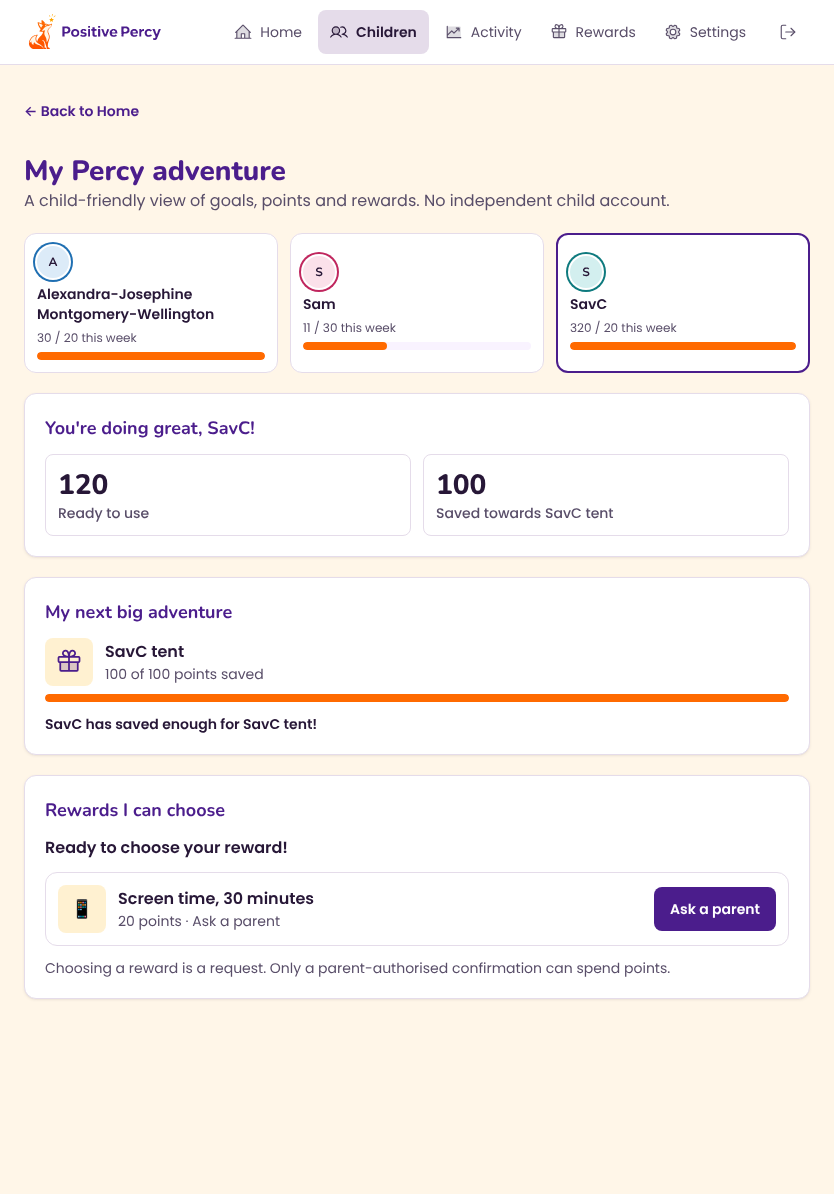 Positive Percy
Home
Children
Activity
Rewards
Settings
← Back to Home
My Percy adventure
A child-friendly view of goals, points and rewards. No independent child account.
A
Alexandra-Josephine
Montgomery-Wellington
30 / 20 this week
S
Sam
11 / 30 this week
S
SavC
320 / 20 this week
You're doing great, SavC!
120
Ready to use
100
Saved towards SavC tent
My next big adventure
SavC tent
100 of 100 points saved
SavC has saved enough for SavC tent!
Rewards I can choose
Ready to choose your reward!
Screen time, 30 minutes
20 points · Ask a parent
Ask a parent
Choosing a reward is a request. Only a parent-authorised confirmation can spend points.